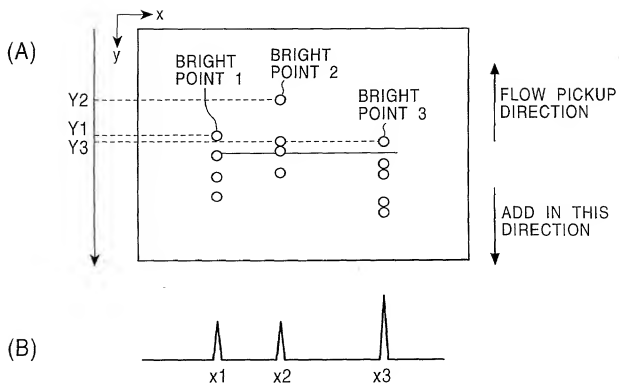 x
y
(A)
BRIGHT
POINT 1
BRIGHT
POINT 2
BRIGHT
POINT 3
Y2
Y1
Y3
FLOW PICKUP
DIRECTION
ADD IN THIS
DIRECTION
(B)
x1 x2 x3